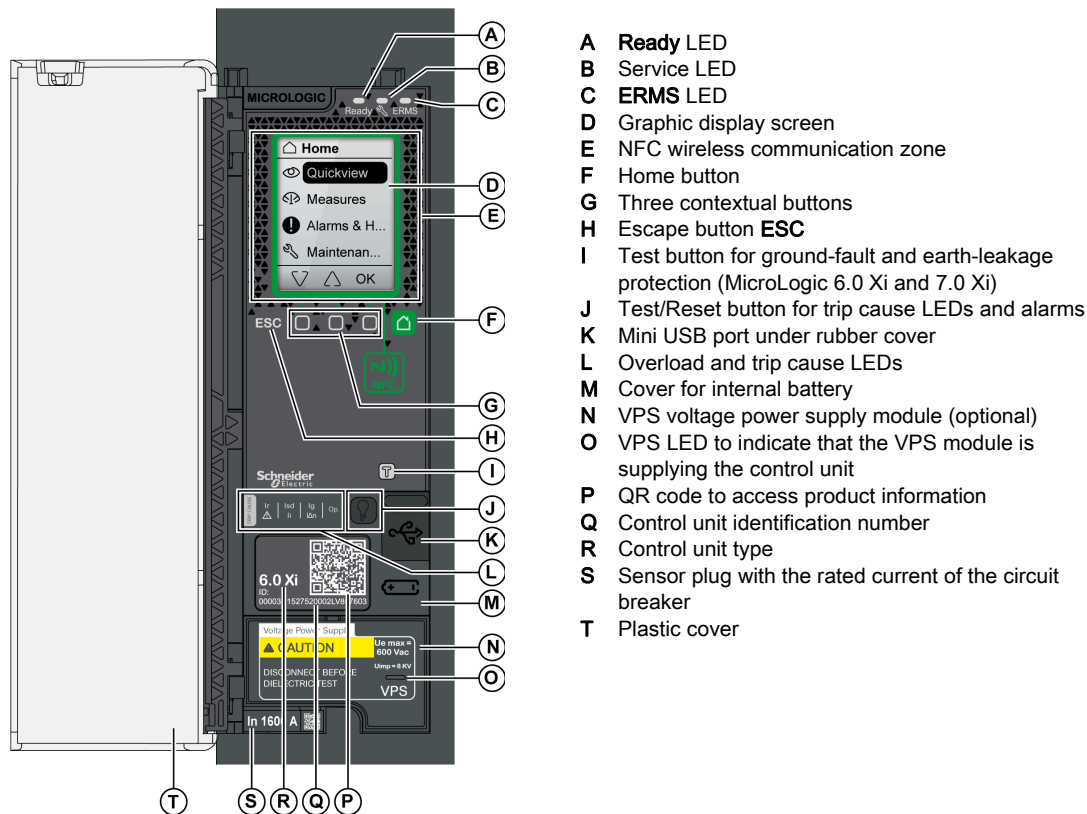 A
B
C
MICROLOGIC
Ready ERMS
Home
Quickview
D
Measures
E
Alarms & H...
Maintenan...
OK
ESC
F
N
NFC
G
H
I
T
Schneider
Electric
TRIP CAUSE
Ir Isd Ig Op.
Ii IΔn
J
K
L
6.0 Xi
ID:
M
Voltage Power Supply
CAUTION
Ue max =
600 Vac
N
DISCONNECT BEFORE
DIELECTRIC TEST
Uimp = 8 KV
O
VPS
In 1600 A
T S R Q P
A Ready LED
B Service LED
C ERMS LED
D Graphic display screen
E NFC wireless communication zone
F Home button
G Three contextual buttons
H Escape button ESC
I Test button for ground-fault and earth-leakage
protection (MicroLogic 6.0 Xi and 7.0 Xi)
J Test/Reset button for trip cause LEDs and alarms
K Mini USB port under rubber cover
L Overload and trip cause LEDs
M Cover for internal battery
N VPS voltage power supply module (optional)
O VPS LED to indicate that the VPS module is
supplying the control unit
P QR code to access product information
Q Control unit identification number
R Control unit type
S Sensor plug with the rated current of the circuit
breaker
T Plastic cover